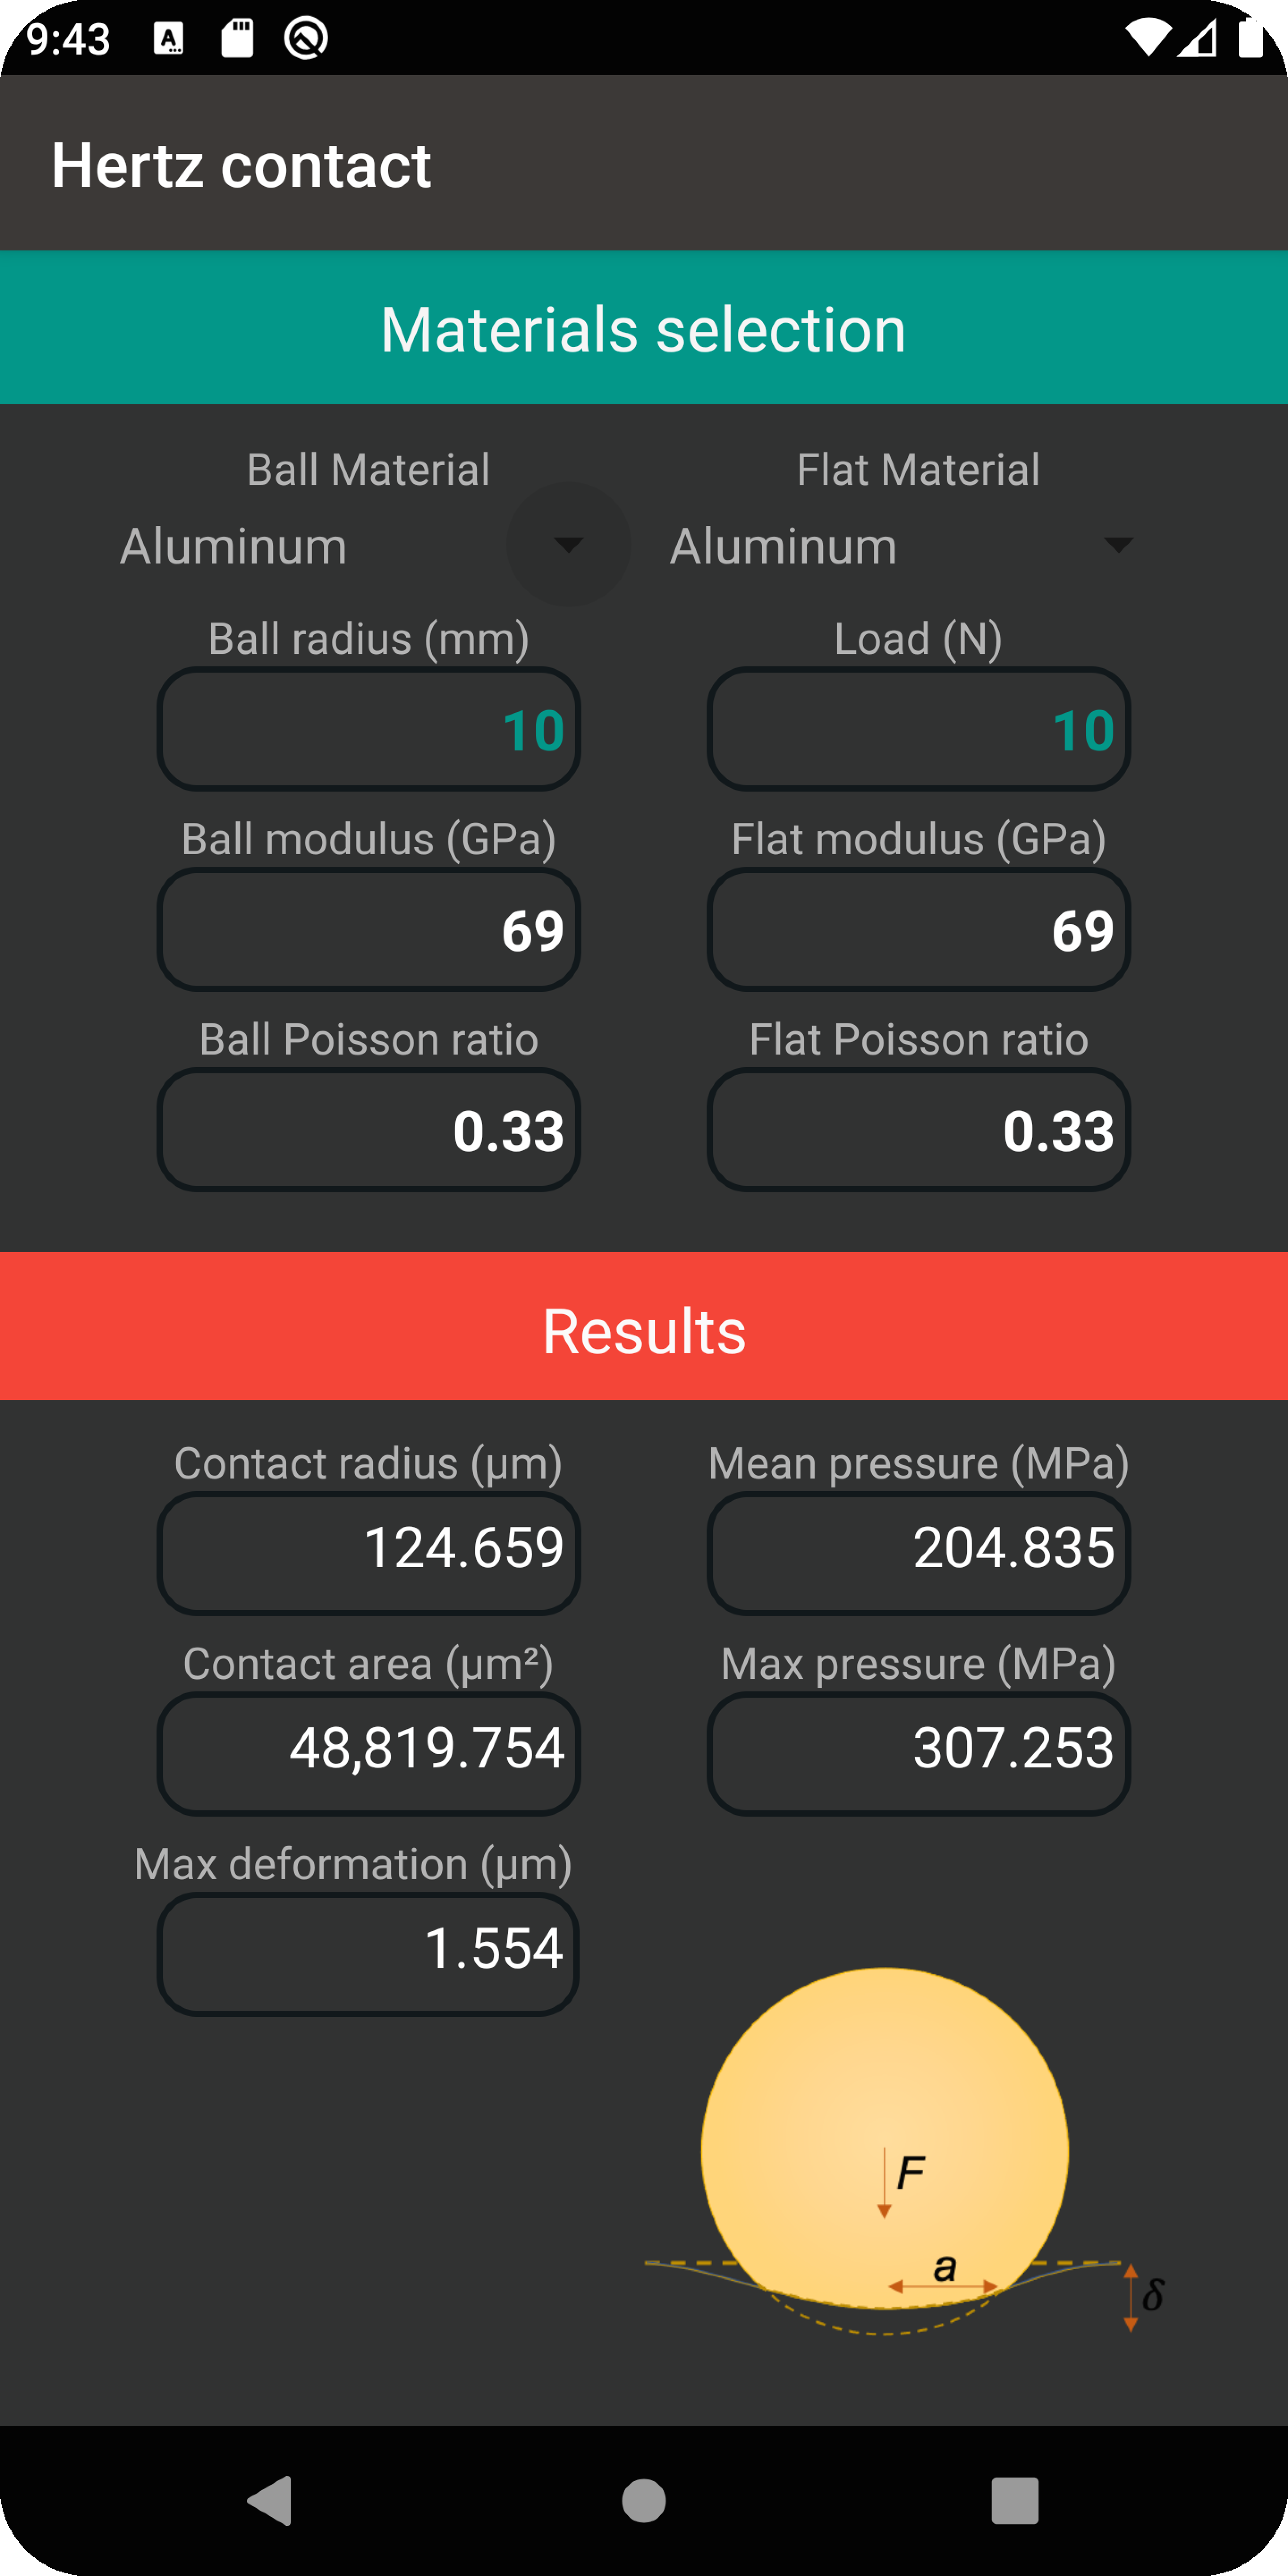 9:43
A
Hertz contact
Materials selection
Ball Material Flat Material
Aluminum Aluminum
Ball radius (mm) Load (N)
10 10
Ball modulus (GPa) Flat modulus (GPa)
69 69
Ball Poisson ratio Flat Poisson ratio
0.33 0.33
Results
Contact radius (μm) Mean pressure (MPa)
124.659 204.835
Contact area (μm²) Max pressure (MPa)
48,819.754 307.253
Max deformation (μm)
1.554
F
a
δ